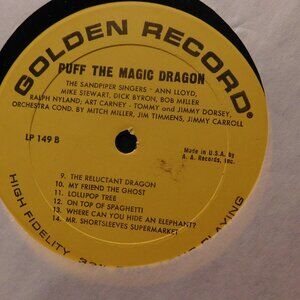 GOLDEN RECORD
PUFF THE MAGIC DRAGON
THE SANDPIPER SINGERS - ANN LLOYD,
MIKE STEWART, DICK BYRON, BOB MILLER
RALPH NYLAND; ART CARNEY - TOMMY and JIMMY DORSEY,
ORCHESTRA COND. BY MITCH MILLER, JIM TIMMENS, JIMMY CARROLL
LP 149 B
Made in U.S.A. by
A. A. Records, Inc.
9. THE RELUCTANT DRAGON
10. MY FRIEND THE GHOST
11. LOLLIPOP TREE
12. ON TOP OF SPAGHETTI
13. WHERE CAN YOU HIDE AN ELEPHANT?
14. MR. SHORTSLEEVES SUPERMARKET
HIGH FIDELITY PLAYING